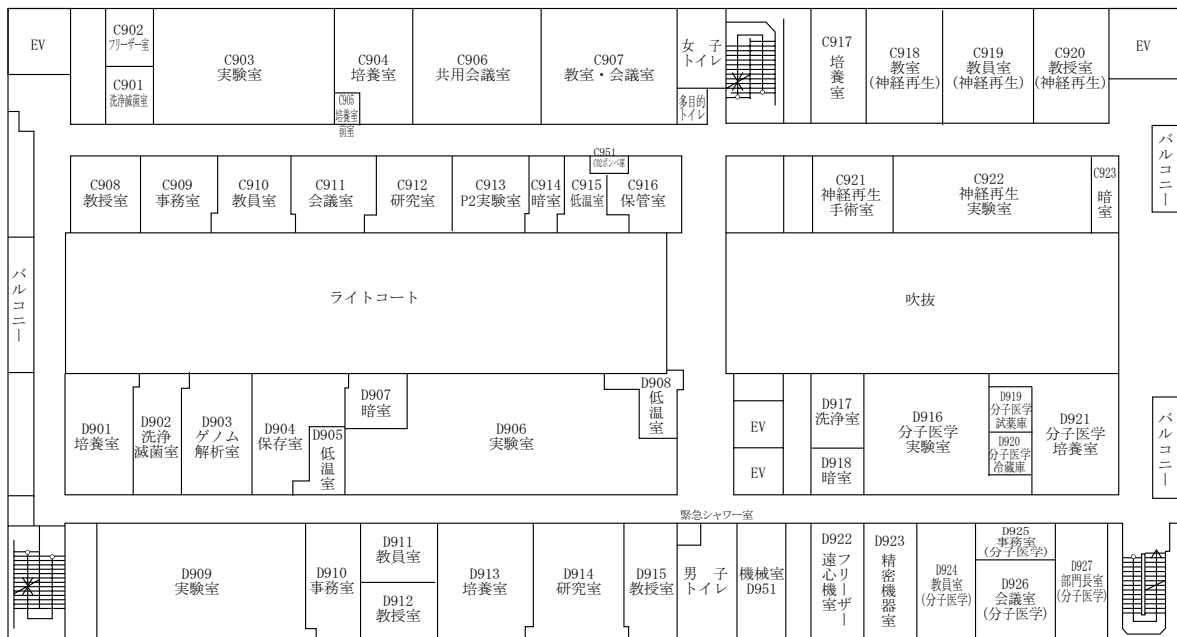 EV
C902
フリーザー室
C901
洗浄滅菌室
C903
実験室
C904
培養室
C905
培養室
前室
C906
共用会議室
C907
教室・会議室
女　子
トイレ
多目的
トイレ
C917
培
養
室
C918
教室
(神経再生)
C919
教員室
(神経再生)
C920
教授室
(神経再生)
EV
バルコニー
C908
教授室
C909
事務室
C910
教員室
C911
会議室
C912
研究室
C913
P2実験室
C914
暗室
C915
低温室
C951
CO2ボンベ庫
C916
保管室
C921
神経再生
手術室
C922
神経再生
実験室
C923
暗
室
バルコニー
ライトコート
吹抜
D901
培養室
D902
洗浄
滅菌室
D903
ゲノム
解析室
D904
保存室
D905
低
温
室
D907
暗室
D906
実験室
D908
低
温
室
EV
EV
D917
洗浄室
D918
暗室
D916
分子医学
実験室
D919
分子医学
試薬庫
D920
分子医学
冷蔵庫
D921
分子医学
培養室
バルコニー
緊急シャワー室
D909
実験室
D910
事務室
D911
教員室
D912
教授室
D913
培養室
D914
研究室
D915
教授室
男　子
トイレ
機械室
D951
D922
フリーザー
遠心機室
D923
精密機器室
D924
教員室
(分子医学)
D925
事務室
(分子医学)
D926
会議室
(分子医学)
D927
部門長室
(分子医学)